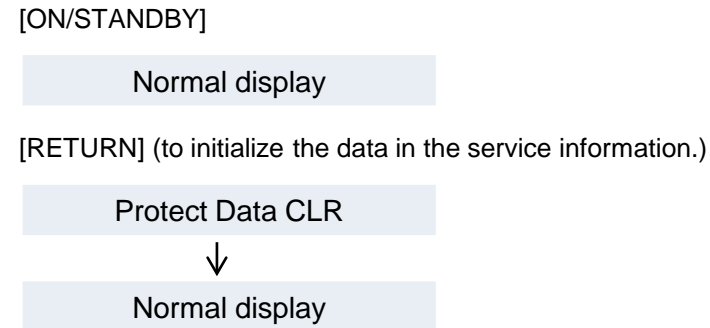 [ON/STANDBY]
Normal display
[RETURN] (to initialize the data in the service information.)
Protect Data CLR
↓
Normal display